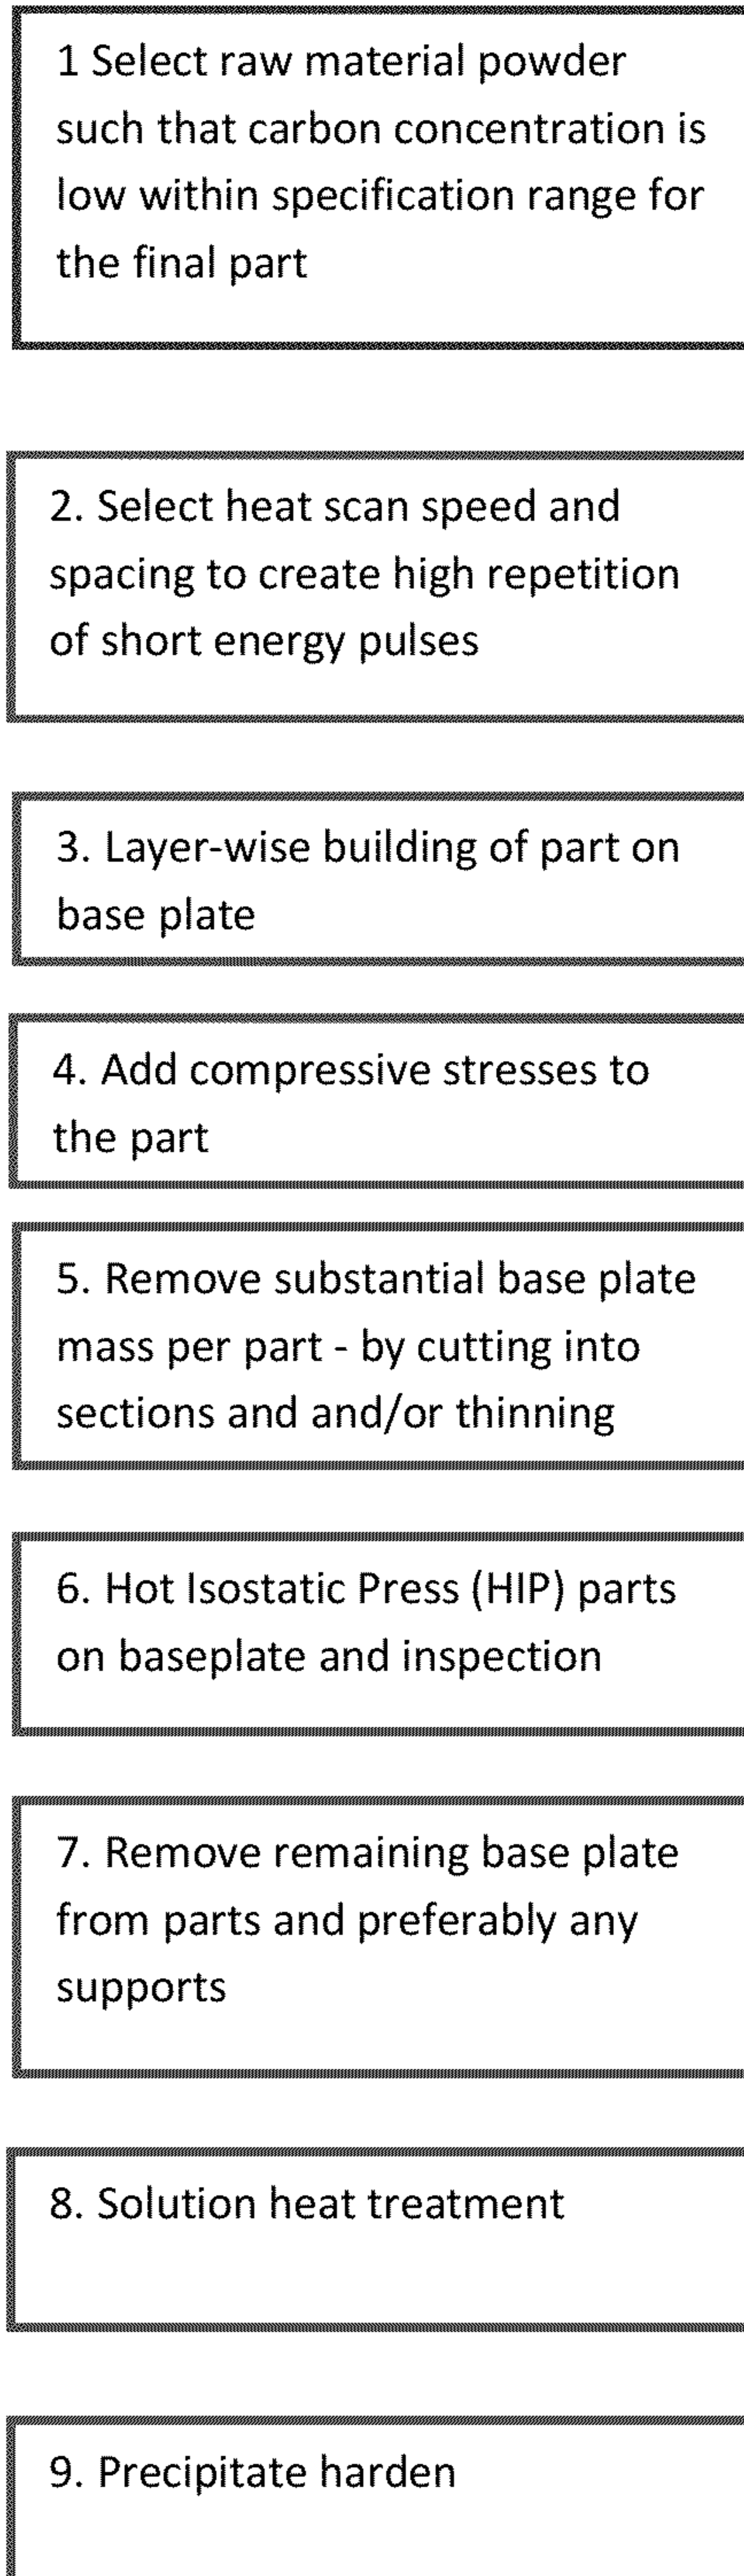 1 Select raw material powder
such that carbon concentration is
low within specification range for
the final part
2. Select heat scan speed and
spacing to create high repetition
of short energy pulses
3. Layer-wise building of part on
base plate
4. Add compressive stresses to
the part
5. Remove substantial base plate
mass per part - by cutting into
sections and and/or thinning
6. Hot Isostatic Press (HIP) parts
on baseplate and inspection
7. Remove remaining base plate
from parts and preferably any
supports
8. Solution heat treatment
9. Precipitate harden